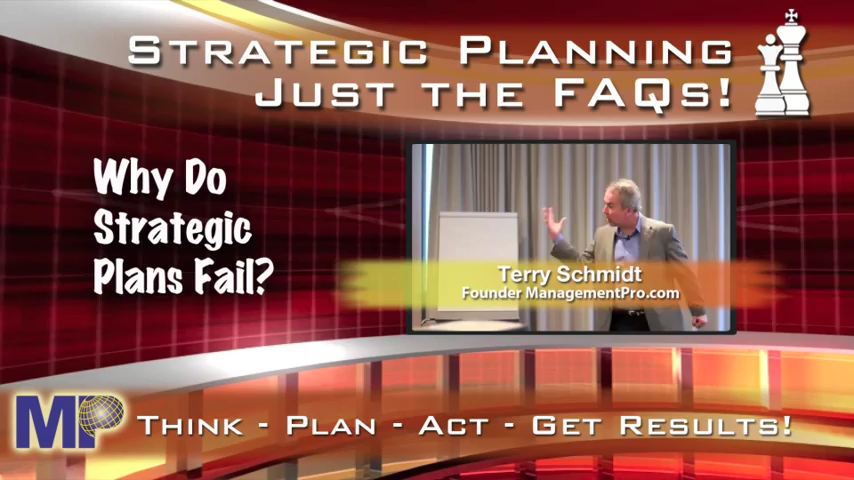 Strategic Planning
Just the FAQs!
Why Do
Strategic
Plans Fail?
Terry Schmidt
Founder ManagementPro.com
MP
Think - Plan - Act - Get Results!